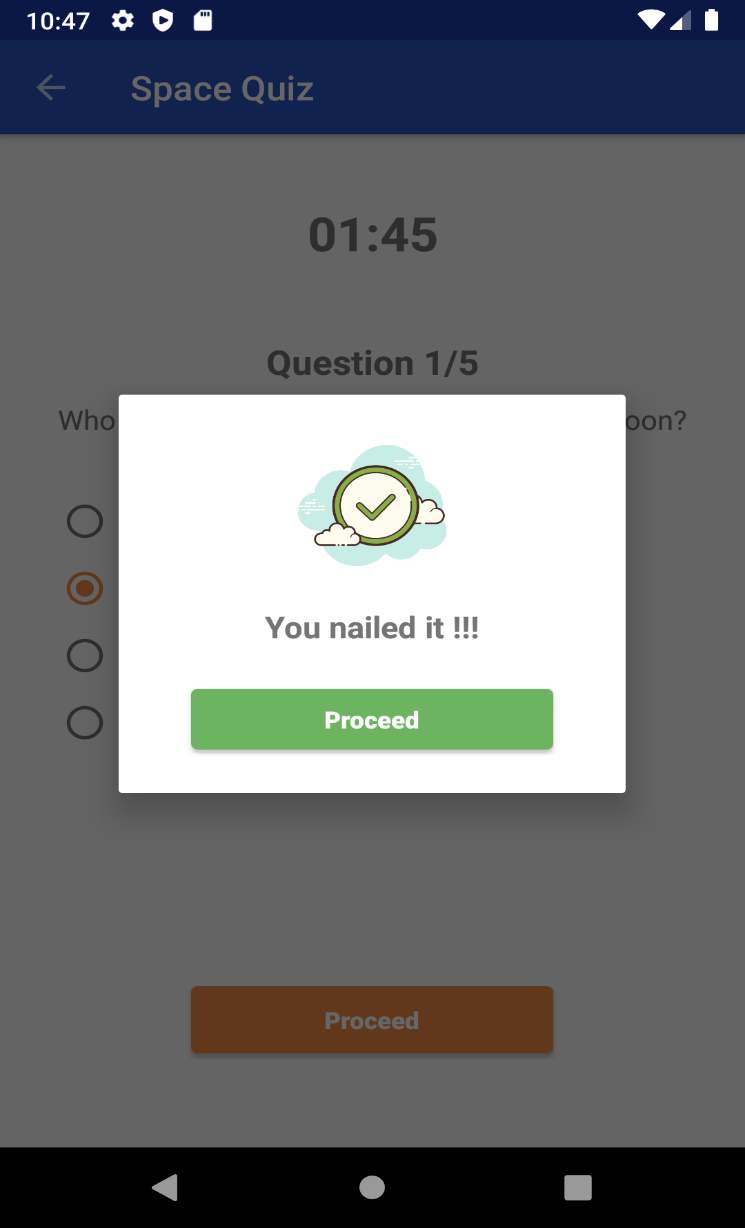 10:47
Space Quiz
01:45
Question 1/5
Who oon?
You nailed it !!!
Proceed
Proceed